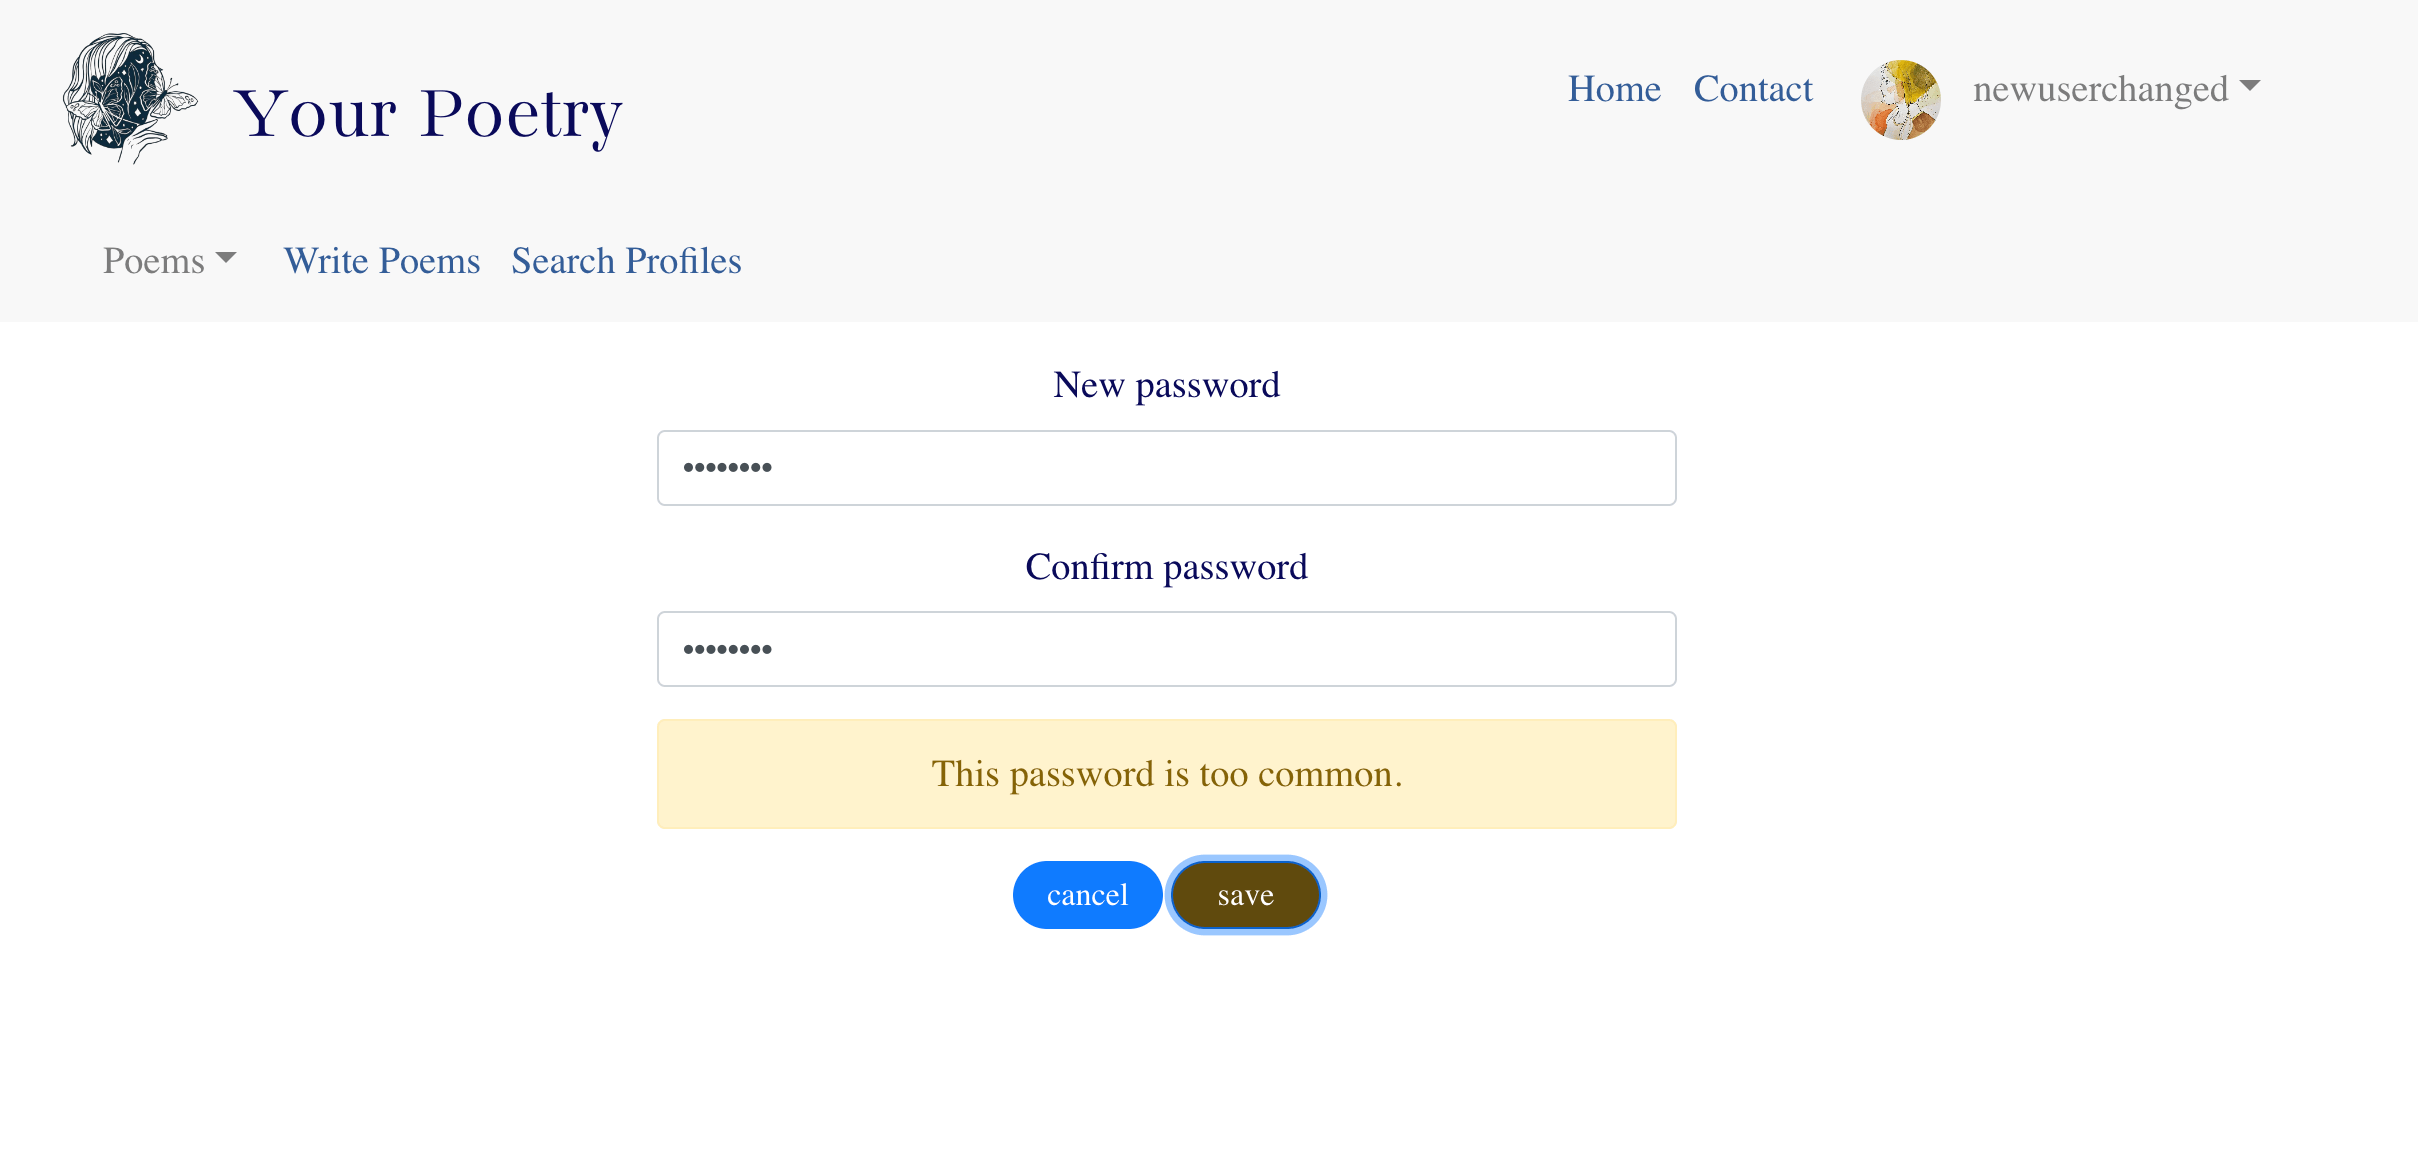 Your Poetry
Home Contact newuserchanged
Poems Write Poems Search Profiles
New password
••••••••
Confirm password
••••••••
This password is too common.
cancel save